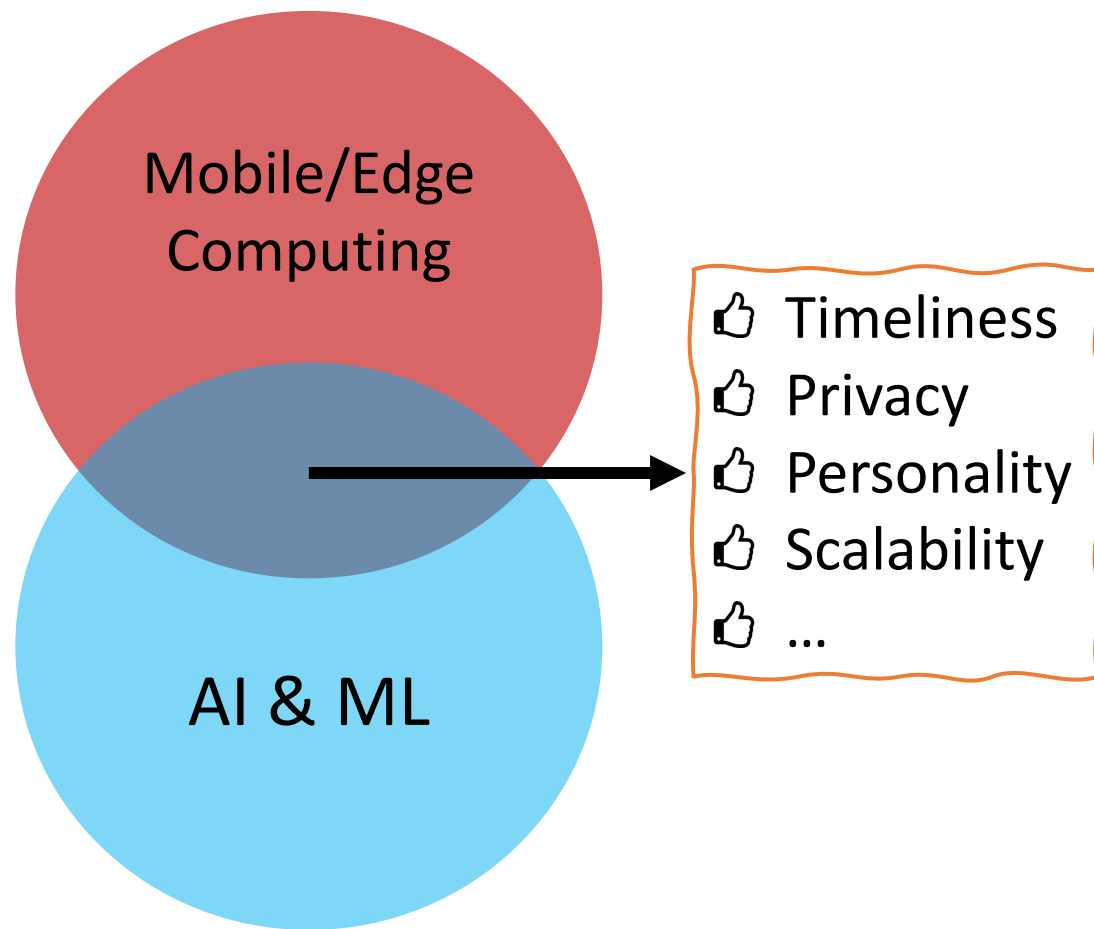 Mobile/Edge
Computing
AI & ML
Timeliness
Privacy
Personality
Scalability
...